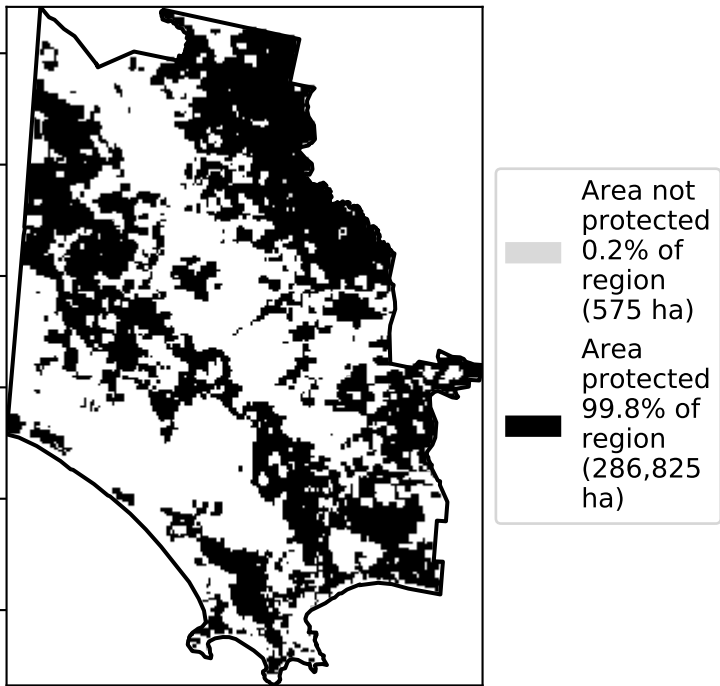 Area not
protected
0.2% of
region
(575 ha)
Area
protected
99.8% of
region
(286,825
ha)